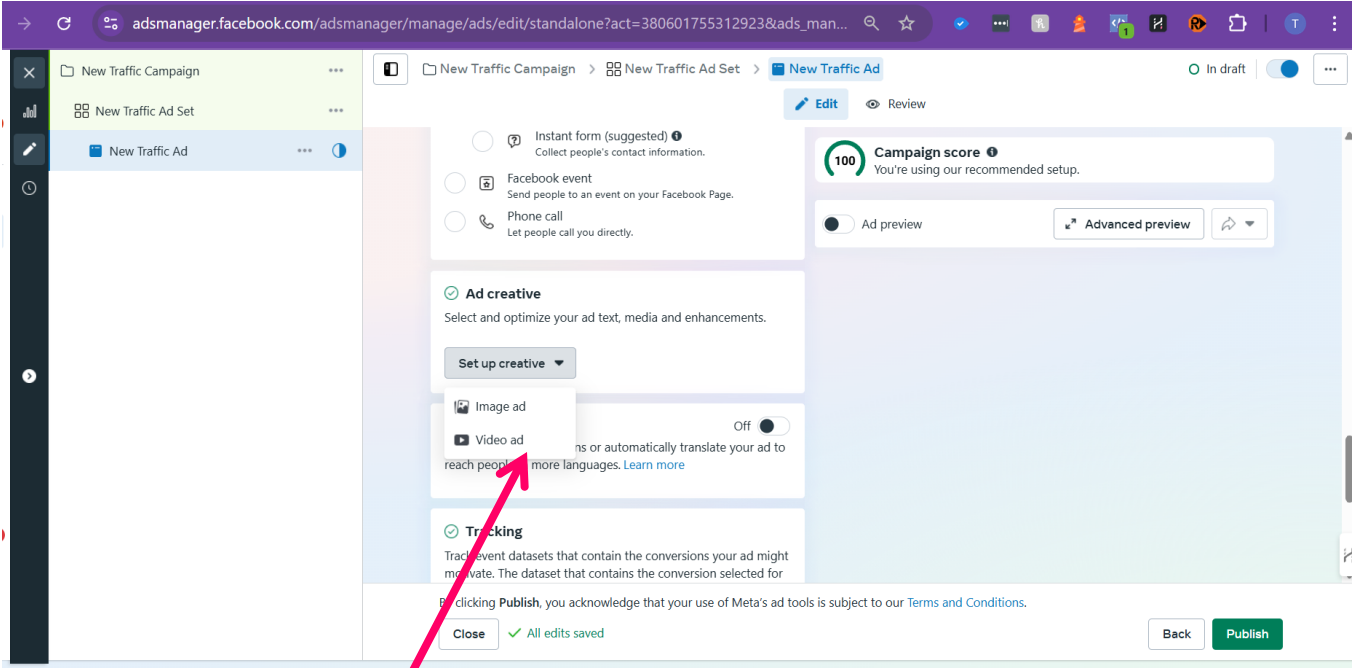 adsmanager.facebook.com/adsmanager/manage/ads/edit/standalone?act=380601755312923&ads_man...
1
T
New Traffic Campaign
New Traffic Ad Set
New Traffic Ad
New Traffic Campaign > New Traffic Ad Set > New Traffic Ad
In draft
Edit
Review
Instant form (suggested)
Collect people's contact information.
Facebook event
Send people to an event on your Facebook Page.
Phone call
Let people call you directly.
100
Campaign score
You're using our recommended setup.
Ad preview
Advanced preview
Ad creative
Select and optimize your ad text, media and enhancements.
Set up creative
Image ad
Video ad
Off
ns or automatically translate your ad to
reach people more languages. Learn more
Tracking
Track event datasets that contain the conversions your ad might
motivate. The dataset that contains the conversion selected for
By clicking Publish, you acknowledge that your use of Meta's ad tools is subject to our Terms and Conditions.
Close
All edits saved
Back
Publish